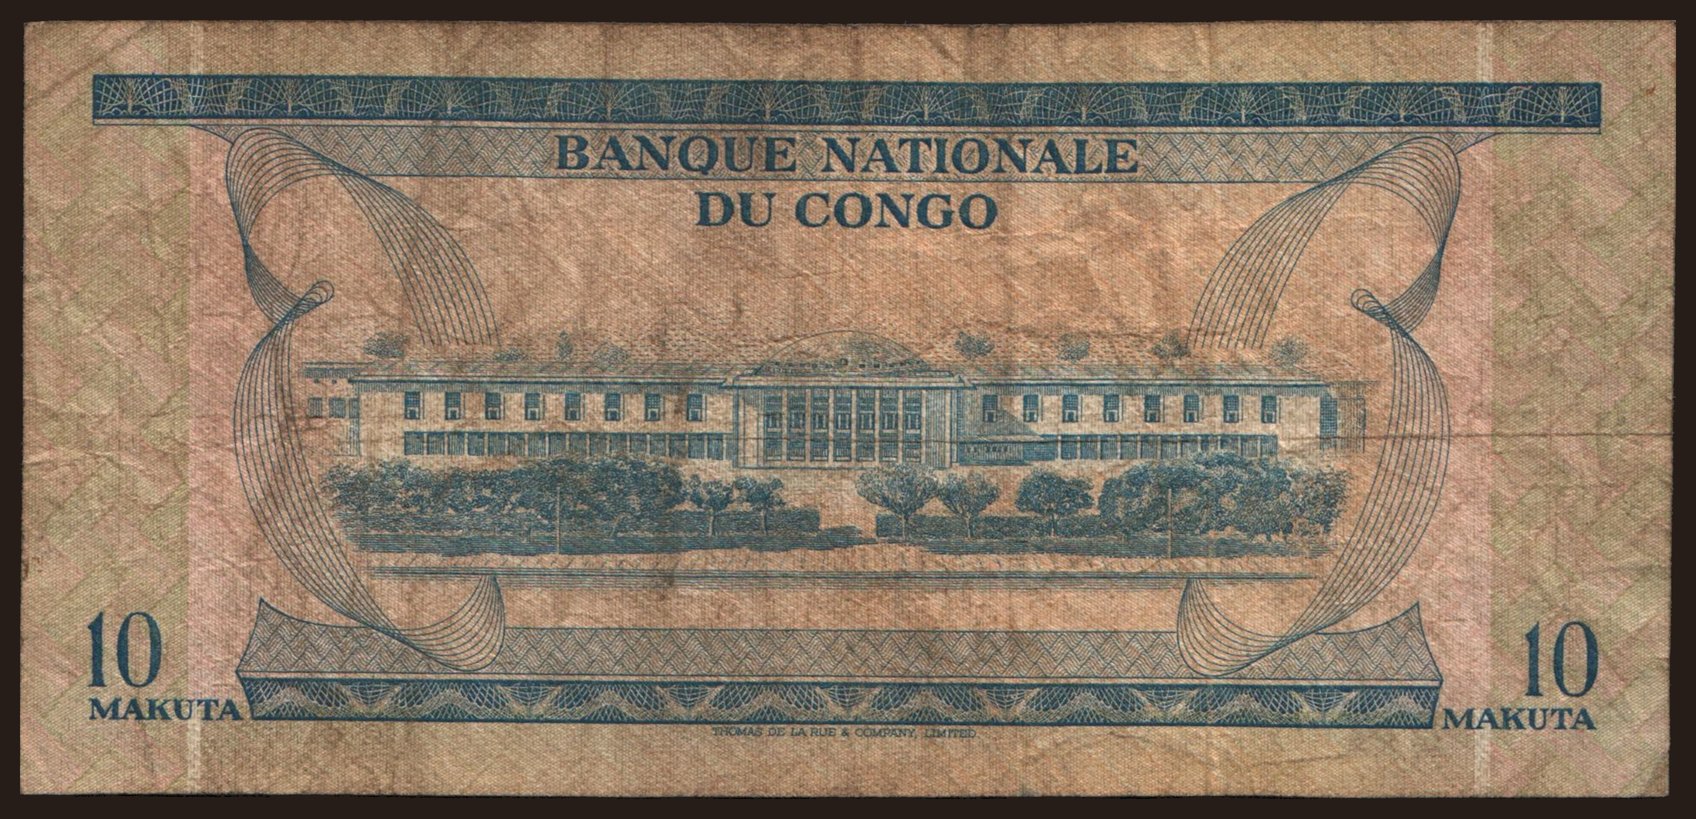 BANQUE NATIONALE
DU CONGO
10
MAKUTA
10
MAKUTA
THOMAS DE LA RUE & COMPANY, LIMITED